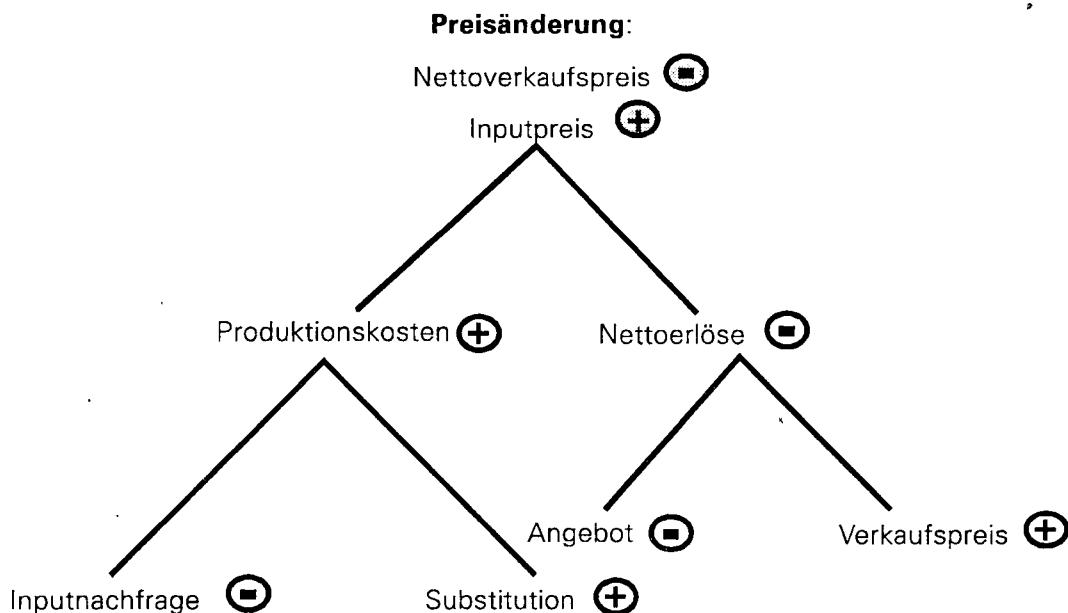 Preisänderung:
Nettoverkaufspreis -
Inputpreis +
Produktionskosten + Nettoerlöse -
Angebot - Verkaufspreis +
Inputnachfrage - Substitution +